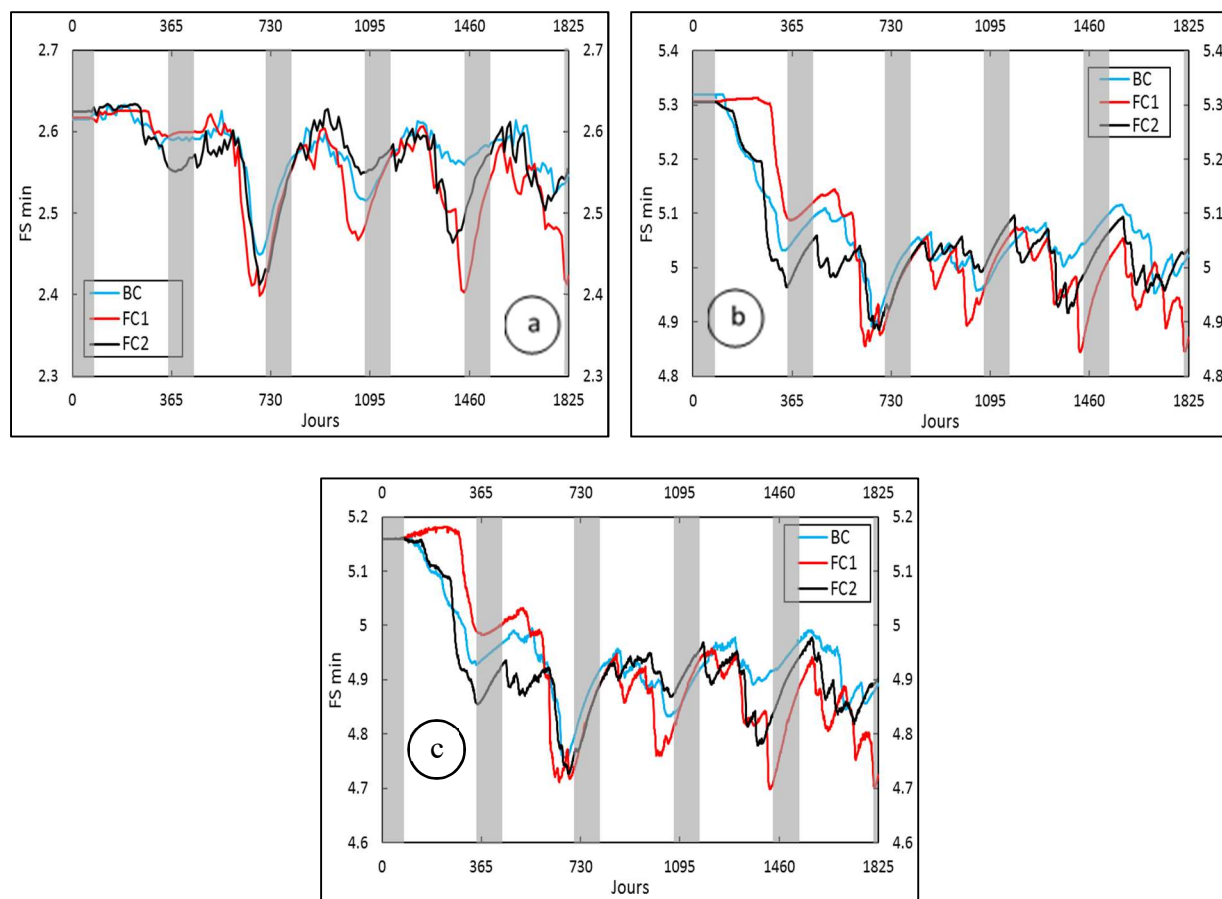 0 365 730 1095 1460 1825
2.7 2.7
2.6 2.6
2.5 2.5
2.4 2.4
2.3 2.3
FS min
BC
FC1
FC2
a
0 365 730 1095 1460 1825
Jours
0 365 730 1095 1460 1825
5.4 5.4
5.3 5.3
5.2 5.2
5.1 5.1
5 5
4.9 4.9
4.8 4.8
FS min
BC
FC1
FC2
b
0 365 730 1095 1460 1825
Jours
0 365 730 1095 1460 1825
5.2 5.2
5.1 5.1
5 5
4.9 4.9
4.8 4.8
4.7 4.7
4.6 4.6
FS min
BC
FC1
FC2
c
0 365 730 1095 1460 1825
Jours